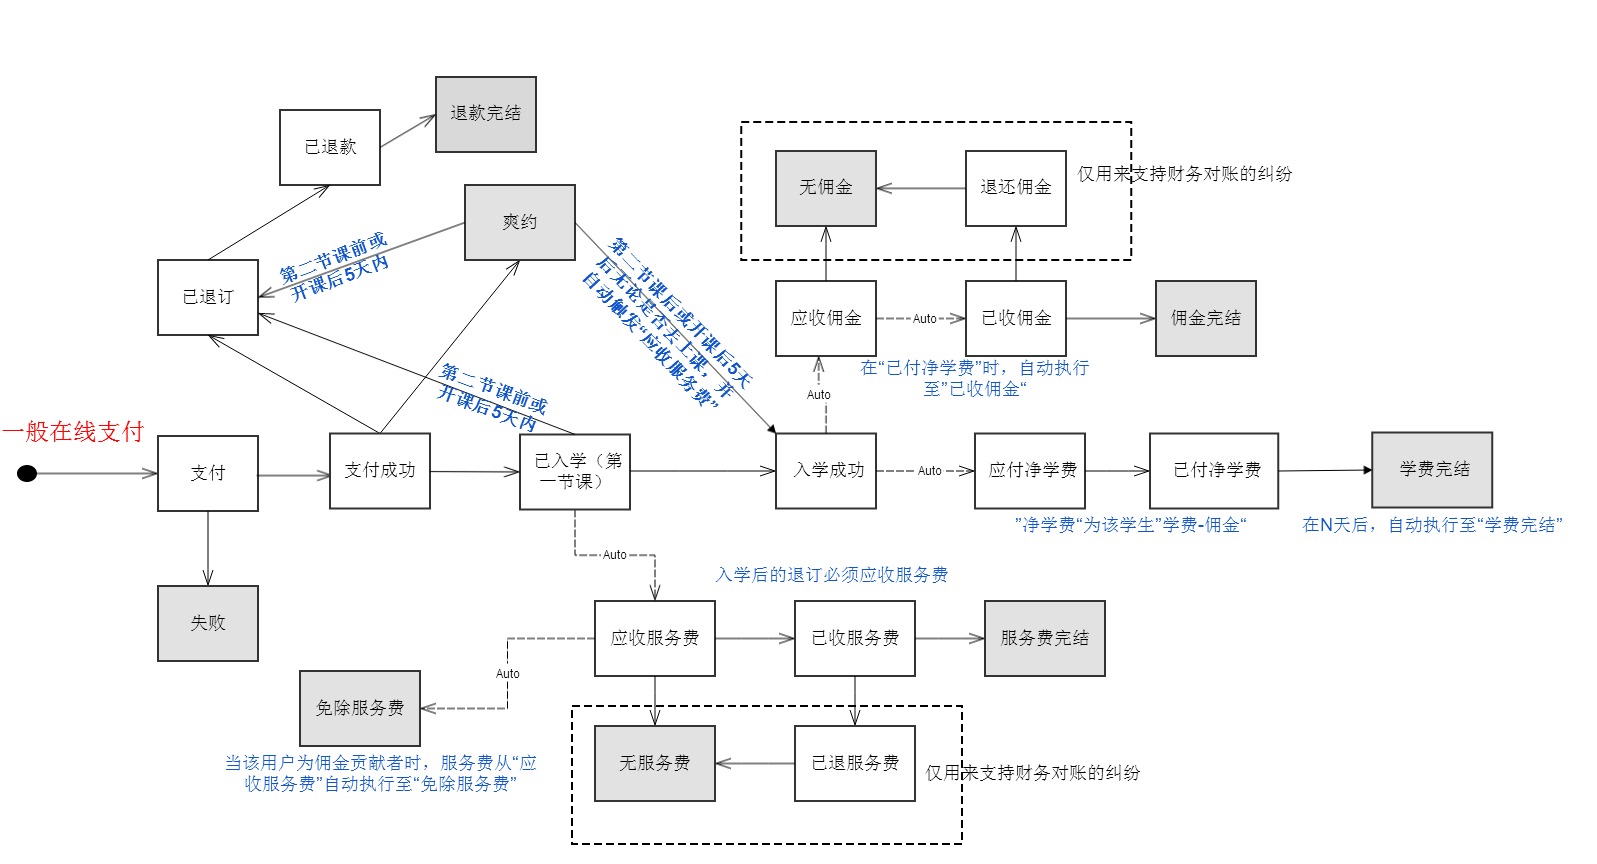 退款完结
已退款
爽约
第二节课前或
开课后5天内
已退订
第二节课后或开课后5天
后无论是否去上课，并
自动触发“应收服务费”
无佣金
退还佣金
仅用来支持财务对账的纠纷
应收佣金
Auto
已收佣金
佣金完结
在“已付净学费”时，自动执行
至”已收佣金“
Auto
第二节课前或
开课后5天内
一般在线支付
支付
支付成功
已入学（第
一节课）
入学成功
Auto
应付净学费
已付净学费
学费完结
”净学费“为该学生”学费-佣金“
在N天后，自动执行至“学费完结”
Auto
入学后的退订必须应收服务费
失败
应收服务费
已收服务费
服务费完结
Auto
免除服务费
当该用户为佣金贡献者时，服务费从“应
收服务费”自动执行至“免除服务费”
无服务费
已退服务费
仅用来支持财务对账的纠纷